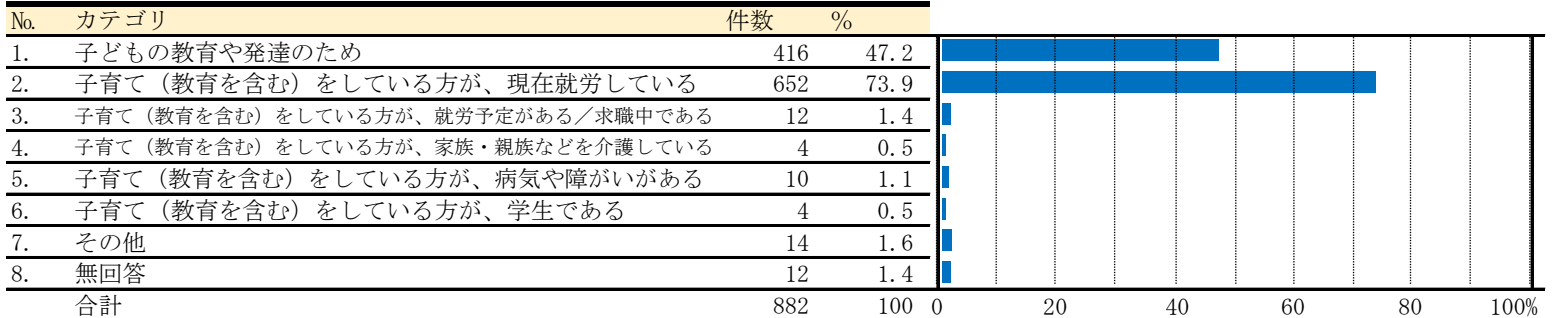 № カテゴリ 件数 %
1. 子どもの教育や発達のため 416 47.2
2. 子育て（教育を含む）をしている方が、現在就労している 652 73.9
3. 子育て（教育を含む）をしている方が、就労予定がある／求職中である 12 1.4
4. 子育て（教育を含む）をしている方が、家族・親族などを介護している 4 0.5
5. 子育て（教育を含む）をしている方が、病気や障がいがある 10 1.1
6. 子育て（教育を含む）をしている方が、学生である 4 0.5
7. その他 14 1.6
8. 無回答 12 1.4
合計 882 100 0 20 40 60 80 100%